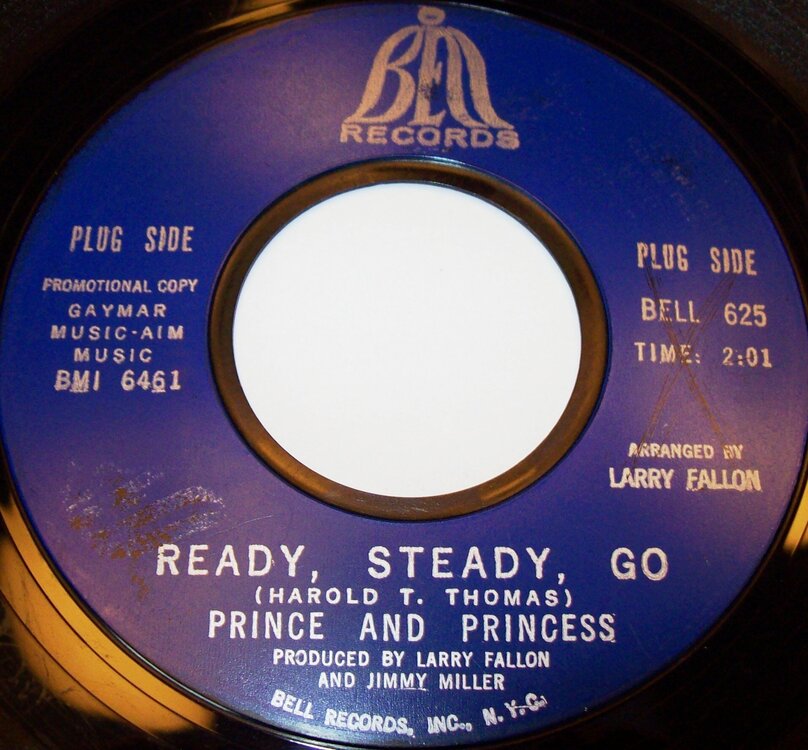 BELL
RECORDS
PLUG SIDE
PROMOTIONAL COPY
GAYMAR
MUSIC-AIM
MUSIC
BMI 6461
PLUG SIDE
BELL 625
TIME: 2:01
ARRANGED BY
LARRY FALLON
READY, STEADY, GO
(HAROLD T. THOMAS)
PRINCE AND PRINCESS
PRODUCED BY LARRY FALLON
AND JIMMY MILLER
BELL RECORDS, INC., N.Y.C.